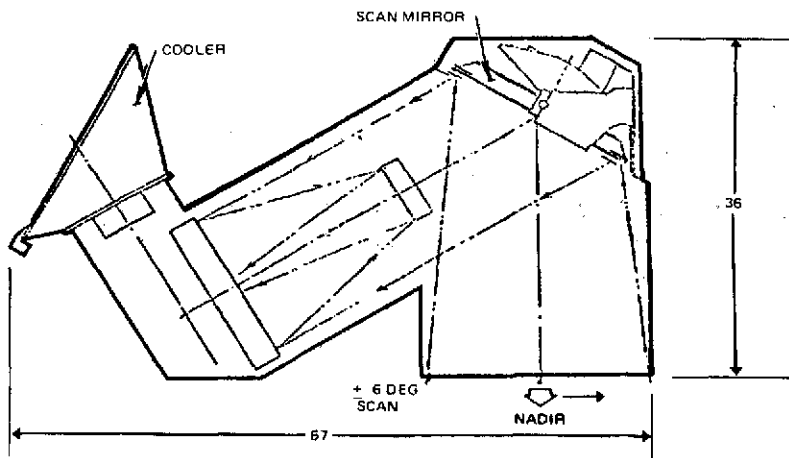 SCAN MIRROR
COOLER
36
± 6 DEG
SCAN
NADIR
67